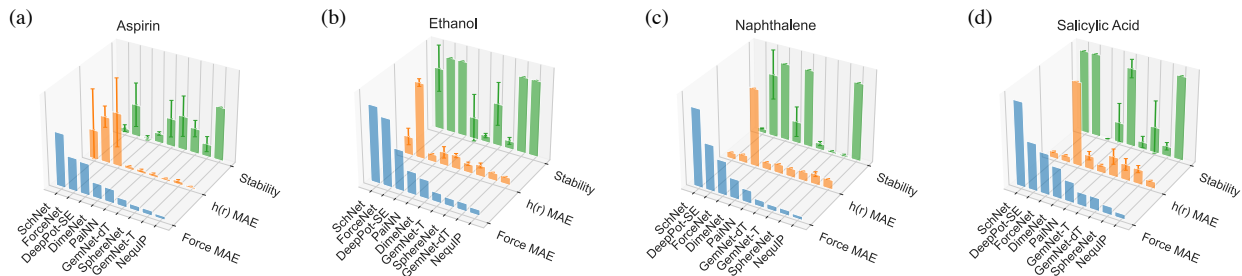 (a)
Aspirin
SchNet
ForceNet
DeepPot-SE
DimeNet
PaiNN
GemNet-dT
SphereNet
GemNet-T
NequIP
Stability
h(r) MAE
Force MAE
(b)
Ethanol
SchNet
ForceNet
DeepPot-SE
PaiNN
DimeNet
GemNet-T
SphereNet
GemNet-dT
NequIP
Stability
h(r) MAE
Force MAE
(c)
Naphthalene
SchNet
DeepPot-SE
ForceNet
DimeNet
PaiNN
GemNet-dT
GemNet-T
SphereNet
NequIP
Stability
h(r) MAE
Force MAE
(d)
Salicylic Acid
SchNet
DeepPot-SE
ForceNet
DimeNet
PaiNN
GemNet-T
GemNet-dT
SphereNet
NequIP
Stability
h(r) MAE
Force MAE